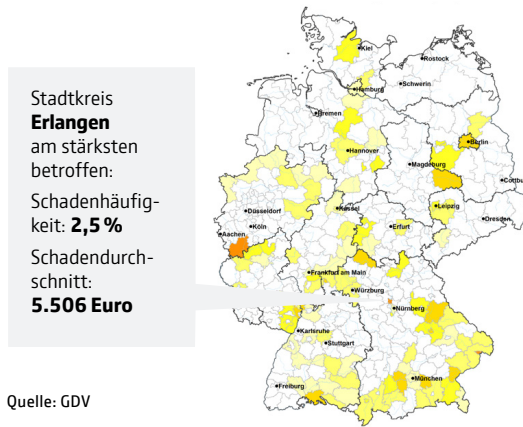 Stadtkreis
Erlangen
am stärksten
betroffen:
Schadenhäufig-
keit: 2,5 %
Schadendurch-
schnitt:
5.506 Euro
Quelle: GDV
Kiel
Rostock
Schwerin
Hamburg
Bremen
Berlin
Hannover
Magdeburg
Cottbu
Leipzig
Dresden
Kassel
Düsseldorf
Köln
Erfurt
Aachen
Frankfurt am Main
Würzburg
Nürnberg
Karlsruhe
Stuttgart
München
Freiburg